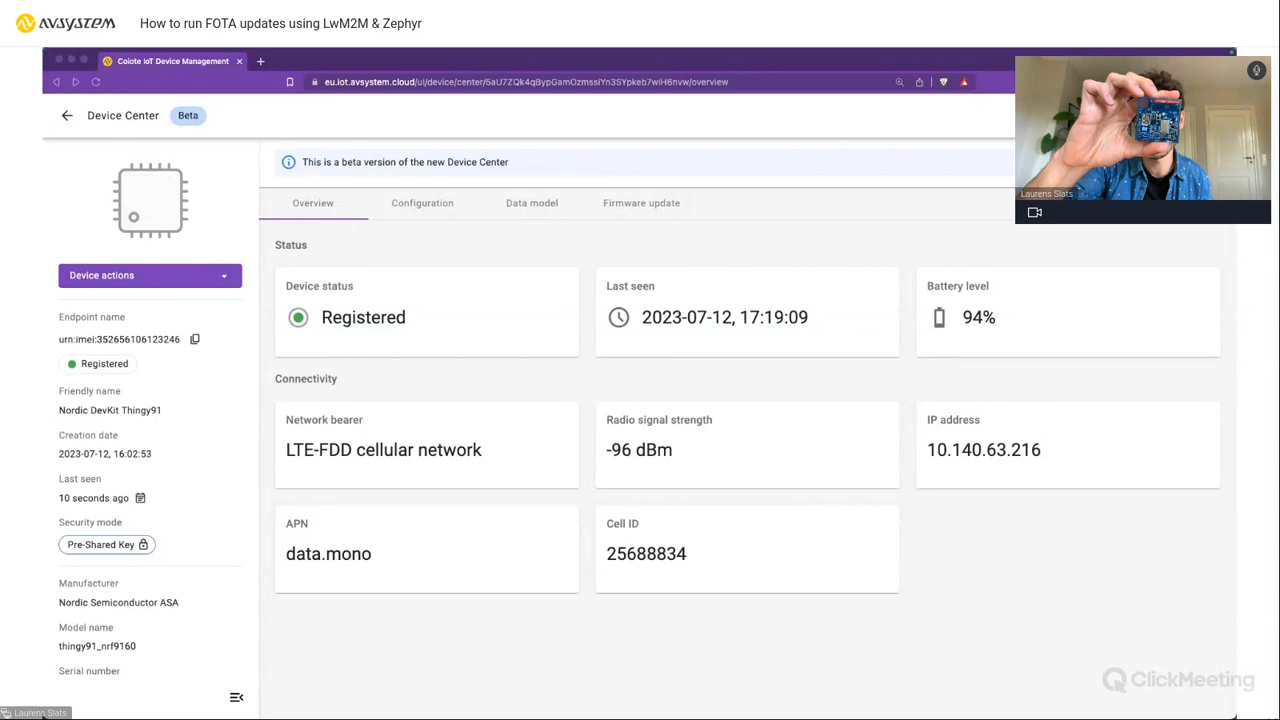 AVSYSTEM How to run FOTA updates using LwM2M & Zephyr
Coiote IoT Device Management
eu.iot.avsystem.cloud/ui/device/center/5aU7ZQk4qBypGamOzmssIYn3SYpkeb7wiH6nvw/overview
Device Center Beta
This is a beta version of the new Device Center
Overview Configuration Data model Firmware update
Laurens Slats
Device actions
Endpoint name
urn:imei:352656106123246
Registered
Friendly name
Nordic DevKit Thingy91
Creation date
2023-07-12, 16:02:53
Last seen
10 seconds ago
Security mode
Pre-Shared Key
Manufacturer
Nordic Semiconductor ASA
Model name
thingy91_nrf9160
Serial number
Status
Device status
Registered
Last seen
2023-07-12, 17:19:09
Battery level
94%
Connectivity
Network bearer
LTE-FDD cellular network
Radio signal strength
-96 dBm
IP address
10.140.63.216
APN
data.mono
Cell ID
25688834
ClickMeeting
Laurens Slats